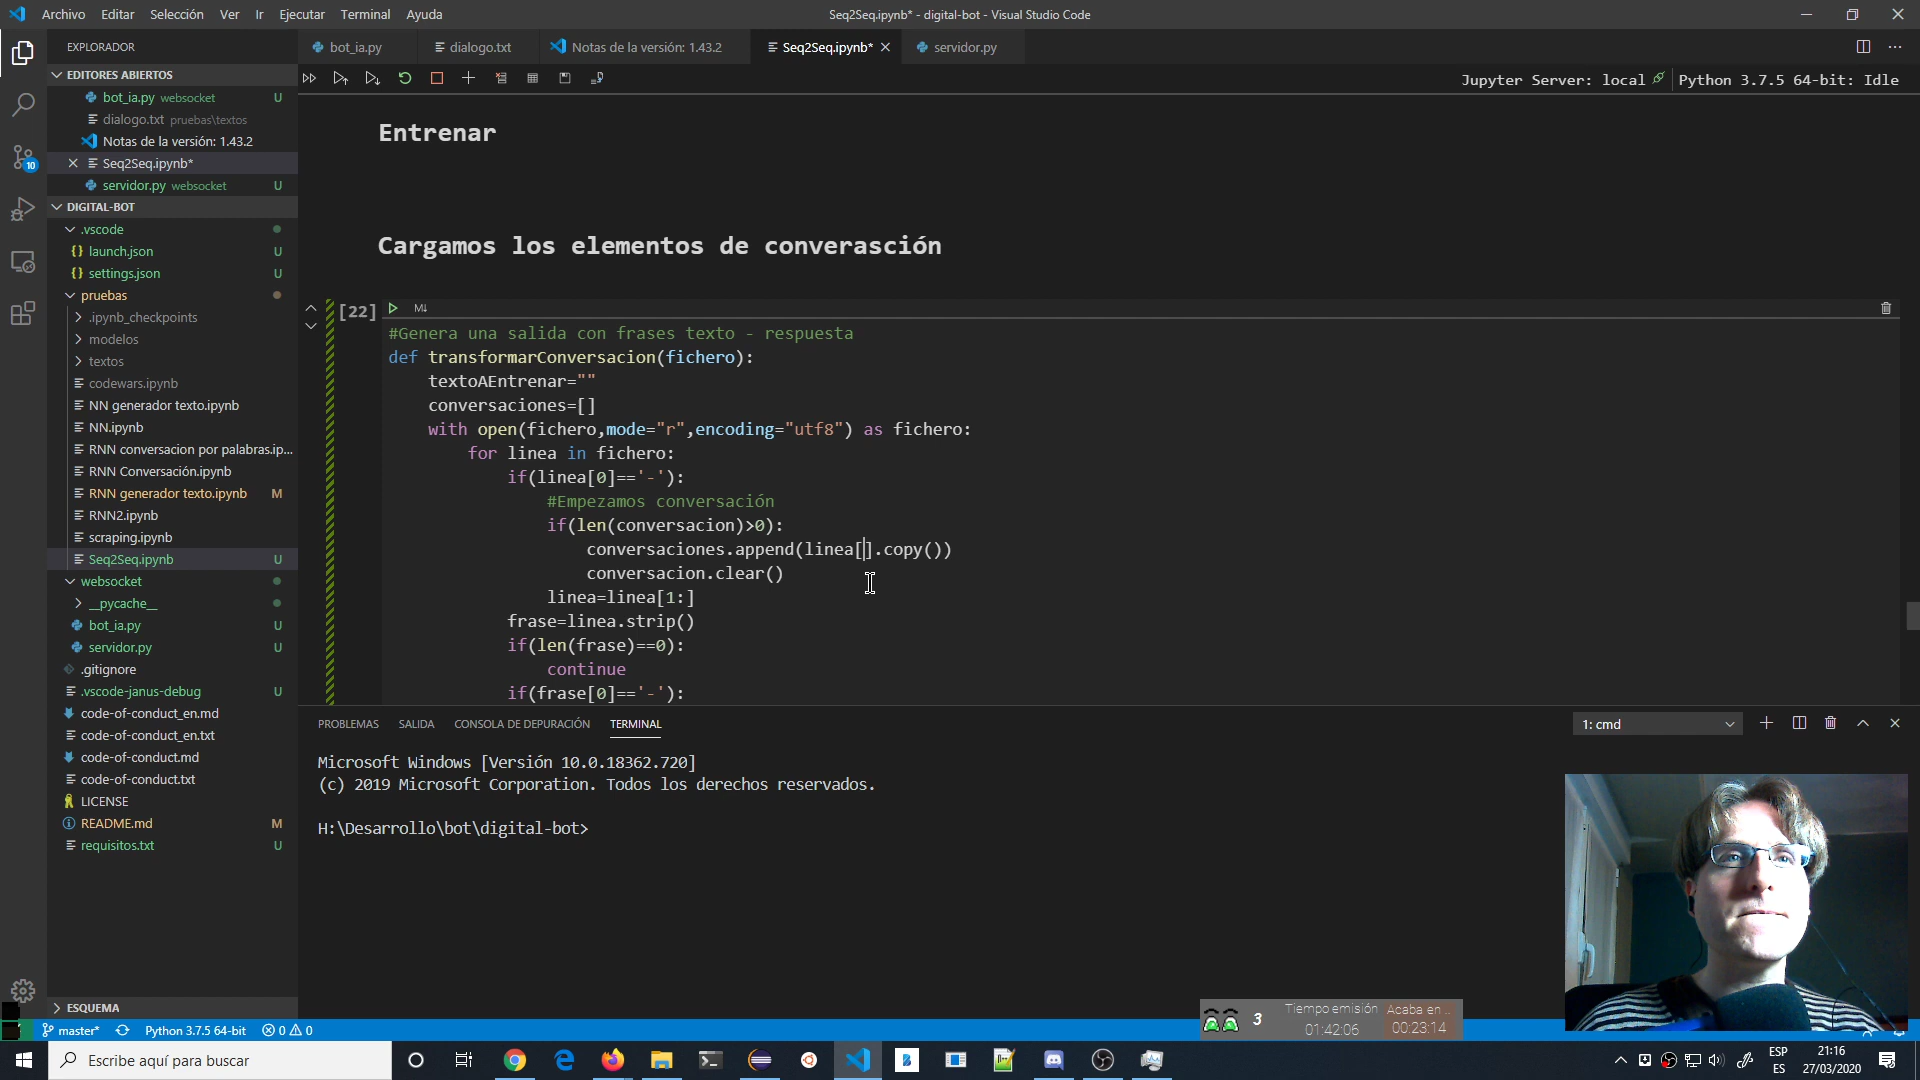 Archivo Editar Selección Ver Ir Ejecutar Terminal Ayuda
Seq2Seq.ipynb* - digital-bot - Visual Studio Code
EXPLORADOR
EDITORES ABIERTOS
bot_ia.py websocket U
dialogo.txt pruebas\textos
Notas de la versión: 1.43.2
Seq2Seq.ipynb*
servidor.py websocket U
DIGITAL-BOT
.vscode
launch.json U
settings.json U
pruebas
.ipynb_checkpoints
modelos
textos
codewars.ipynb
NN generador texto.ipynb
NN.ipynb
RNN conversacion por palabras.ip...
RNN Conversación.ipynb
RNN generador texto.ipynb M
RNN2.ipynb
scraping.ipynb
Seq2Seq.ipynb U
websocket
__pycache__
bot_ia.py U
servidor.py U
.gitignore
.vscode-janus-debug U
code-of-conduct_en.md
code-of-conduct_en.txt
code-of-conduct.md
code-of-conduct.txt
LICENSE
README.md M
requisitos.txt U
ESQUEMA
10
bot_ia.py
dialogo.txt
Notas de la versión: 1.43.2
Seq2Seq.ipynb*
servidor.py
Jupyter Server: local
Python 3.7.5 64-bit: Idle
Entrenar
Cargamos los elementos de converasción
[22]
M↓
#Genera una salida con frases texto - respuesta
def transformarConversacion(fichero):
textoAEntrenar=""
conversaciones=[]
with open(fichero,mode="r",encoding="utf8") as fichero:
for linea in fichero:
if(linea[0]=='-'):
#Empezamos conversación
if(len(conversacion)>0):
conversaciones.append(linea[].copy())
conversacion.clear()
linea=linea[1:]
frase=linea.strip()
if(len(frase)==0):
continue
if(frase[0]=='-'):
PROBLEMAS SALIDA CONSOLA DE DEPURACIÓN TERMINAL
1: cmd
Microsoft Windows [Versión 10.0.18362.720]
(c) 2019 Microsoft Corporation. Todos los derechos reservados.
H:\Desarrollo\bot\digital-bot>
3
Tiempo emisión
01:42:06
Acaba en ..
00:23:14
master* Python 3.7.5 64-bit 0 0
Escribe aquí para buscar
ESP
ES
21:16
27/03/2020